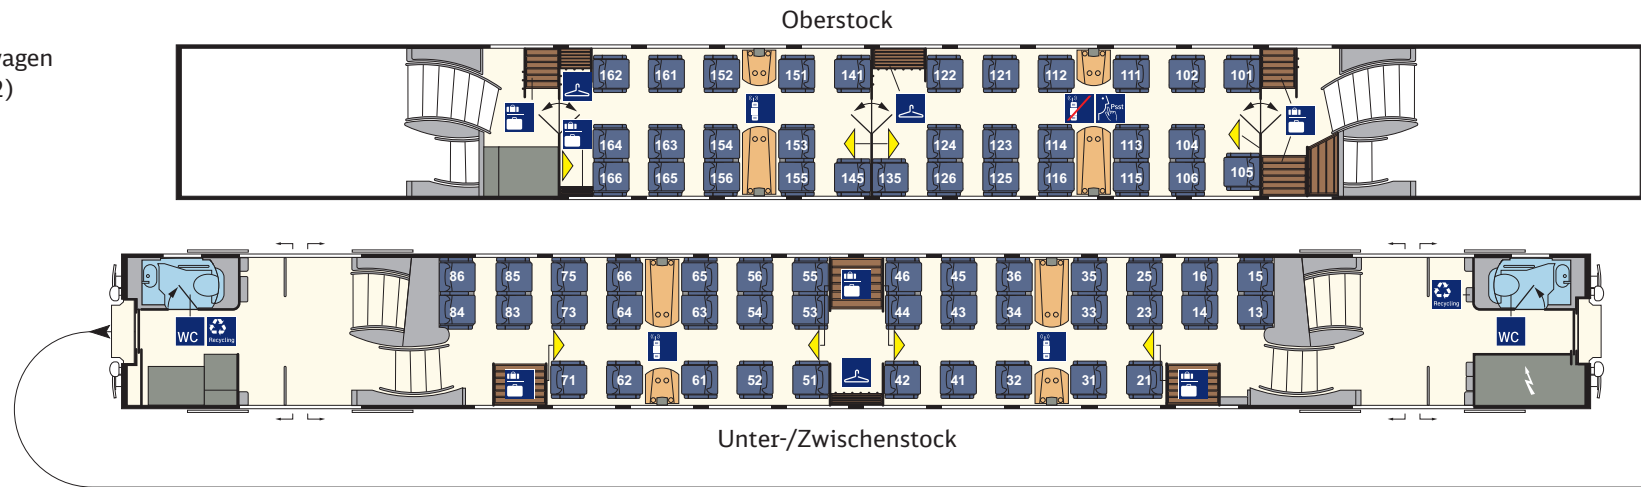 Oberstock
wagen
2)
162 161 152 151 141 122 121 112 111 102 101
Psst
164 163 154 153 124 123 114 113 104
166 165 156 155 145 135 126 125 116 115 106 105
86 85 75 66 65 56 55 46 45 36 35 25 16 15
84 83 73 64 63 54 53 44 43 34 33 23 14 13
WC Recycling Recycling WC
71 62 61 52 51 42 41 32 31 21
Unter-/Zwischenstock